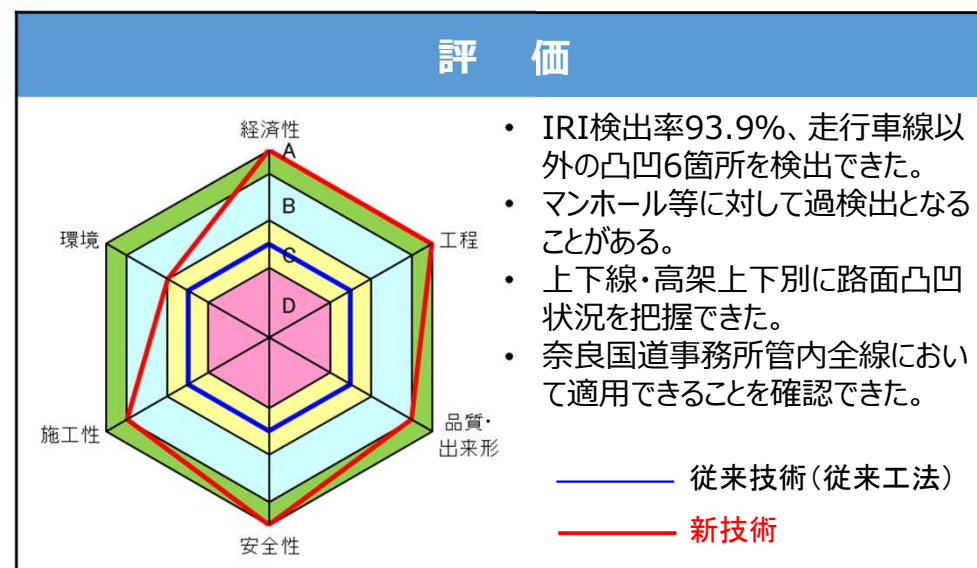 評　価
経済性
A
B
C
D
環境
工程
施工性
品質・
出来形
安全性
• IRI検出率93.9%、走行車線以
外の凸凹6箇所を検出できた。
• マンホール等に対して過検出となる
ことがある。
• 上下線・高架上下別に路面凸凹
状況を把握できた。
• 奈良国道事務所管内全線におい
て適用できることを確認できた。
従来技術(従来工法)
新技術